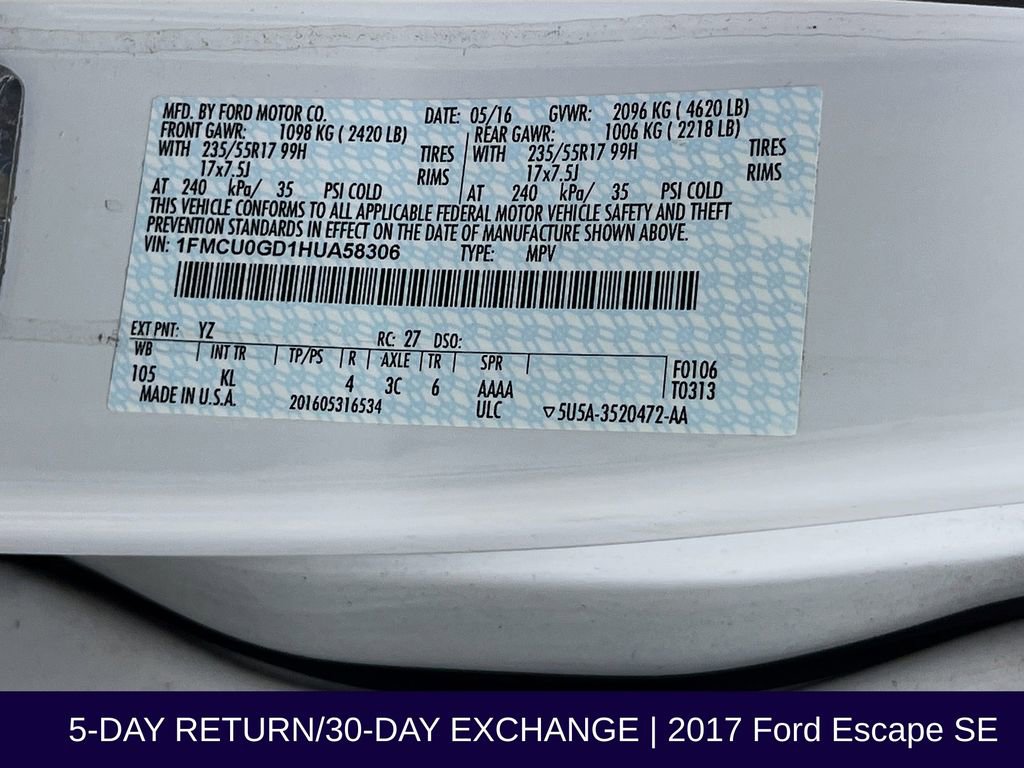 MFD. BY FORD MOTOR CO. DATE: 05/16 GVWR: 2096 KG ( 4620 LB)
FRONT GAWR: 1098 KG ( 2420 LB) REAR GAWR: 1006 KG ( 2218 LB)
WITH 235/55R17 99H TIRES WITH 235/55R17 99H TIRES
17x7.5J RIMS 17x7.5J RIMS
AT 240 kPa/ 35 PSI COLD AT 240 kPa/ 35 PSI COLD
THIS VEHICLE CONFORMS TO ALL APPLICABLE FEDERAL MOTOR VEHICLE SAFETY AND THEFT
PREVENTION STANDARDS IN EFFECT ON THE DATE OF MANUFACTURE SHOWN ABOVE.
VIN: 1FMCU0GD1HUA58306 TYPE: MPV
EXT PNT: YZ RC: 27 DSO:
WB INT TR TP/PS R AXLE TR SPR F0106
105 KL 4 3C 6 AAAA T0313
MADE IN U.S.A. 201605316534 ULC ▽5U5A-3520472-AA
5-DAY RETURN/30-DAY EXCHANGE | 2017 Ford Escape SE